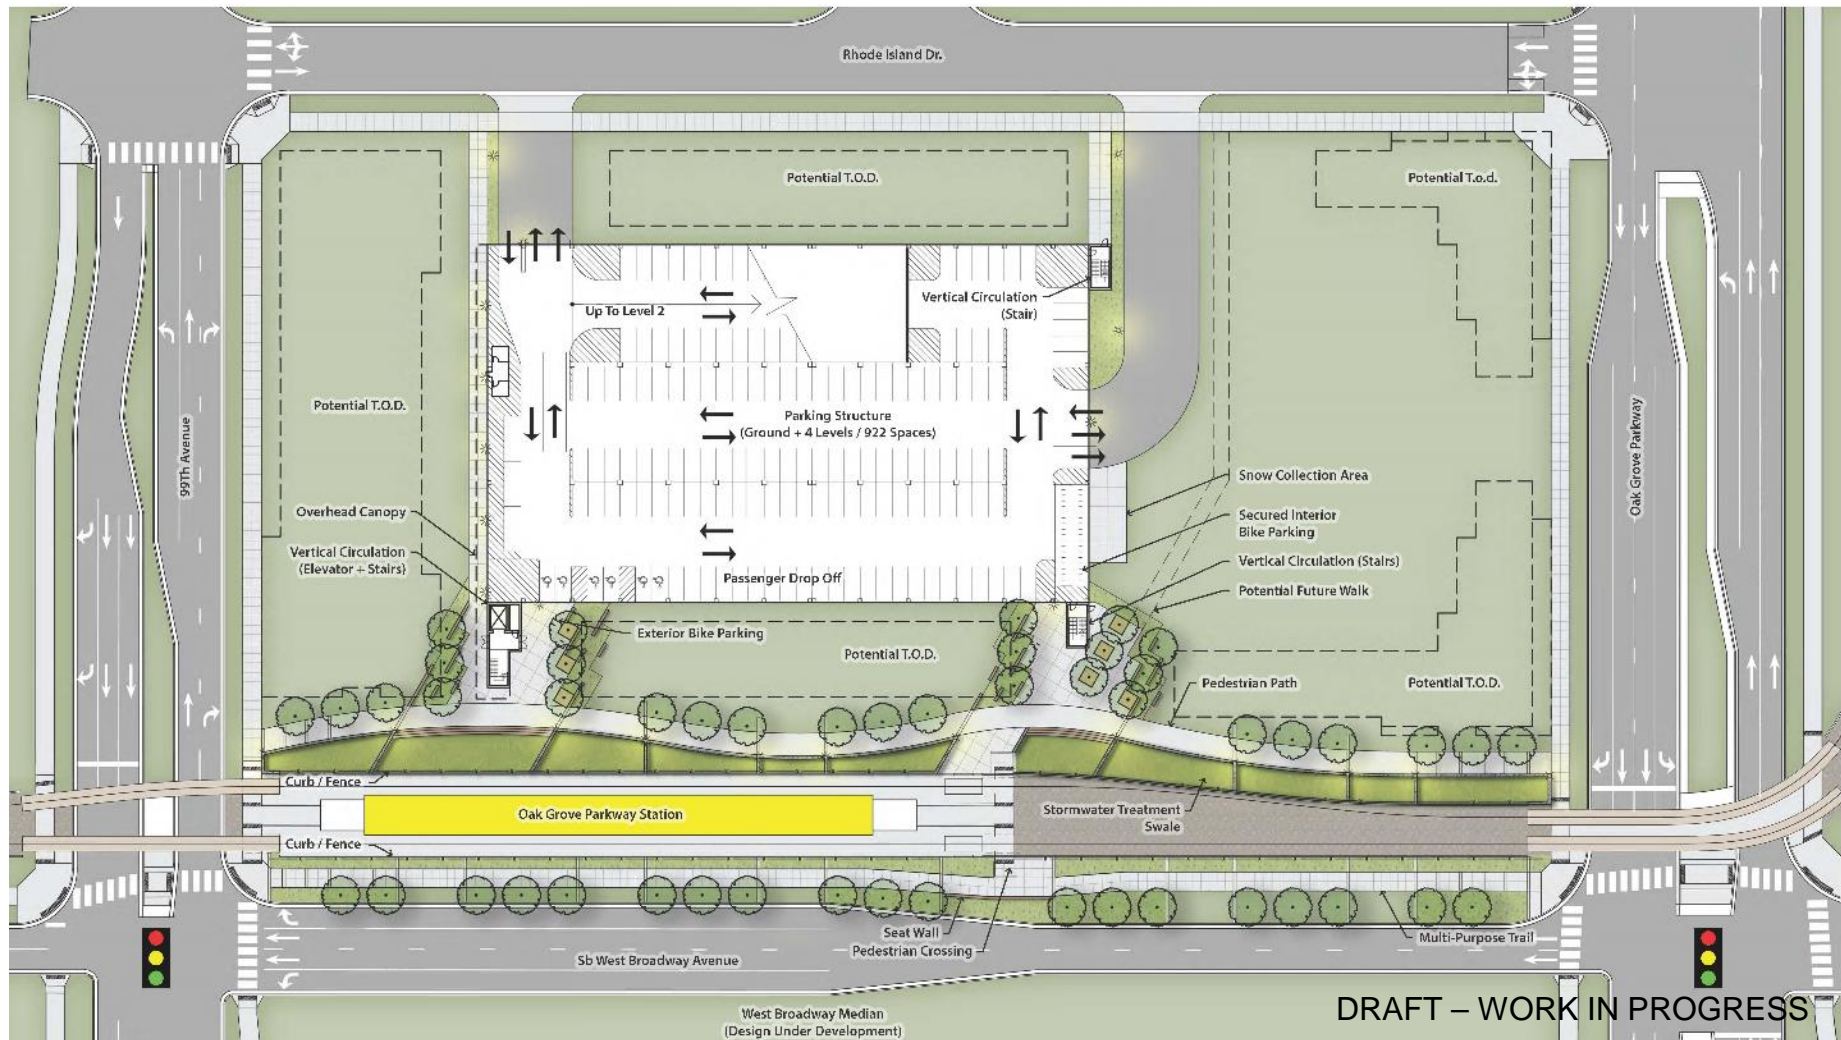 Rhode Island Dr.
Potential T.O.D.
Potential T.o.d.
Up To Level 2
Vertical Circulation
(Stair)
Potential T.O.D.
Parking Structure
(Ground + 4 Levels / 922 Spaces)
99Th Avenue
Oak Grove Parkway
Snow Collection Area
Overhead Canopy
Secured Interior
Bike Parking
Vertical Circulation
(Elevator + Stairs)
Vertical Circulation (Stairs)
Passenger Drop Off
Potential Future Walk
Exterior Bike Parking
Potential T.O.D.
Pedestrian Path
Potential T.O.D.
Curb / Fence
Oak Grove Parkway Station
Stormwater Treatment
Swale
Curb / Fence
Seat Wall
Pedestrian Crossing
Multi-Purpose Trail
Sb West Broadway Avenue
West Broadway Median
(Design Under Development)
DRAFT – WORK IN PROGRESS